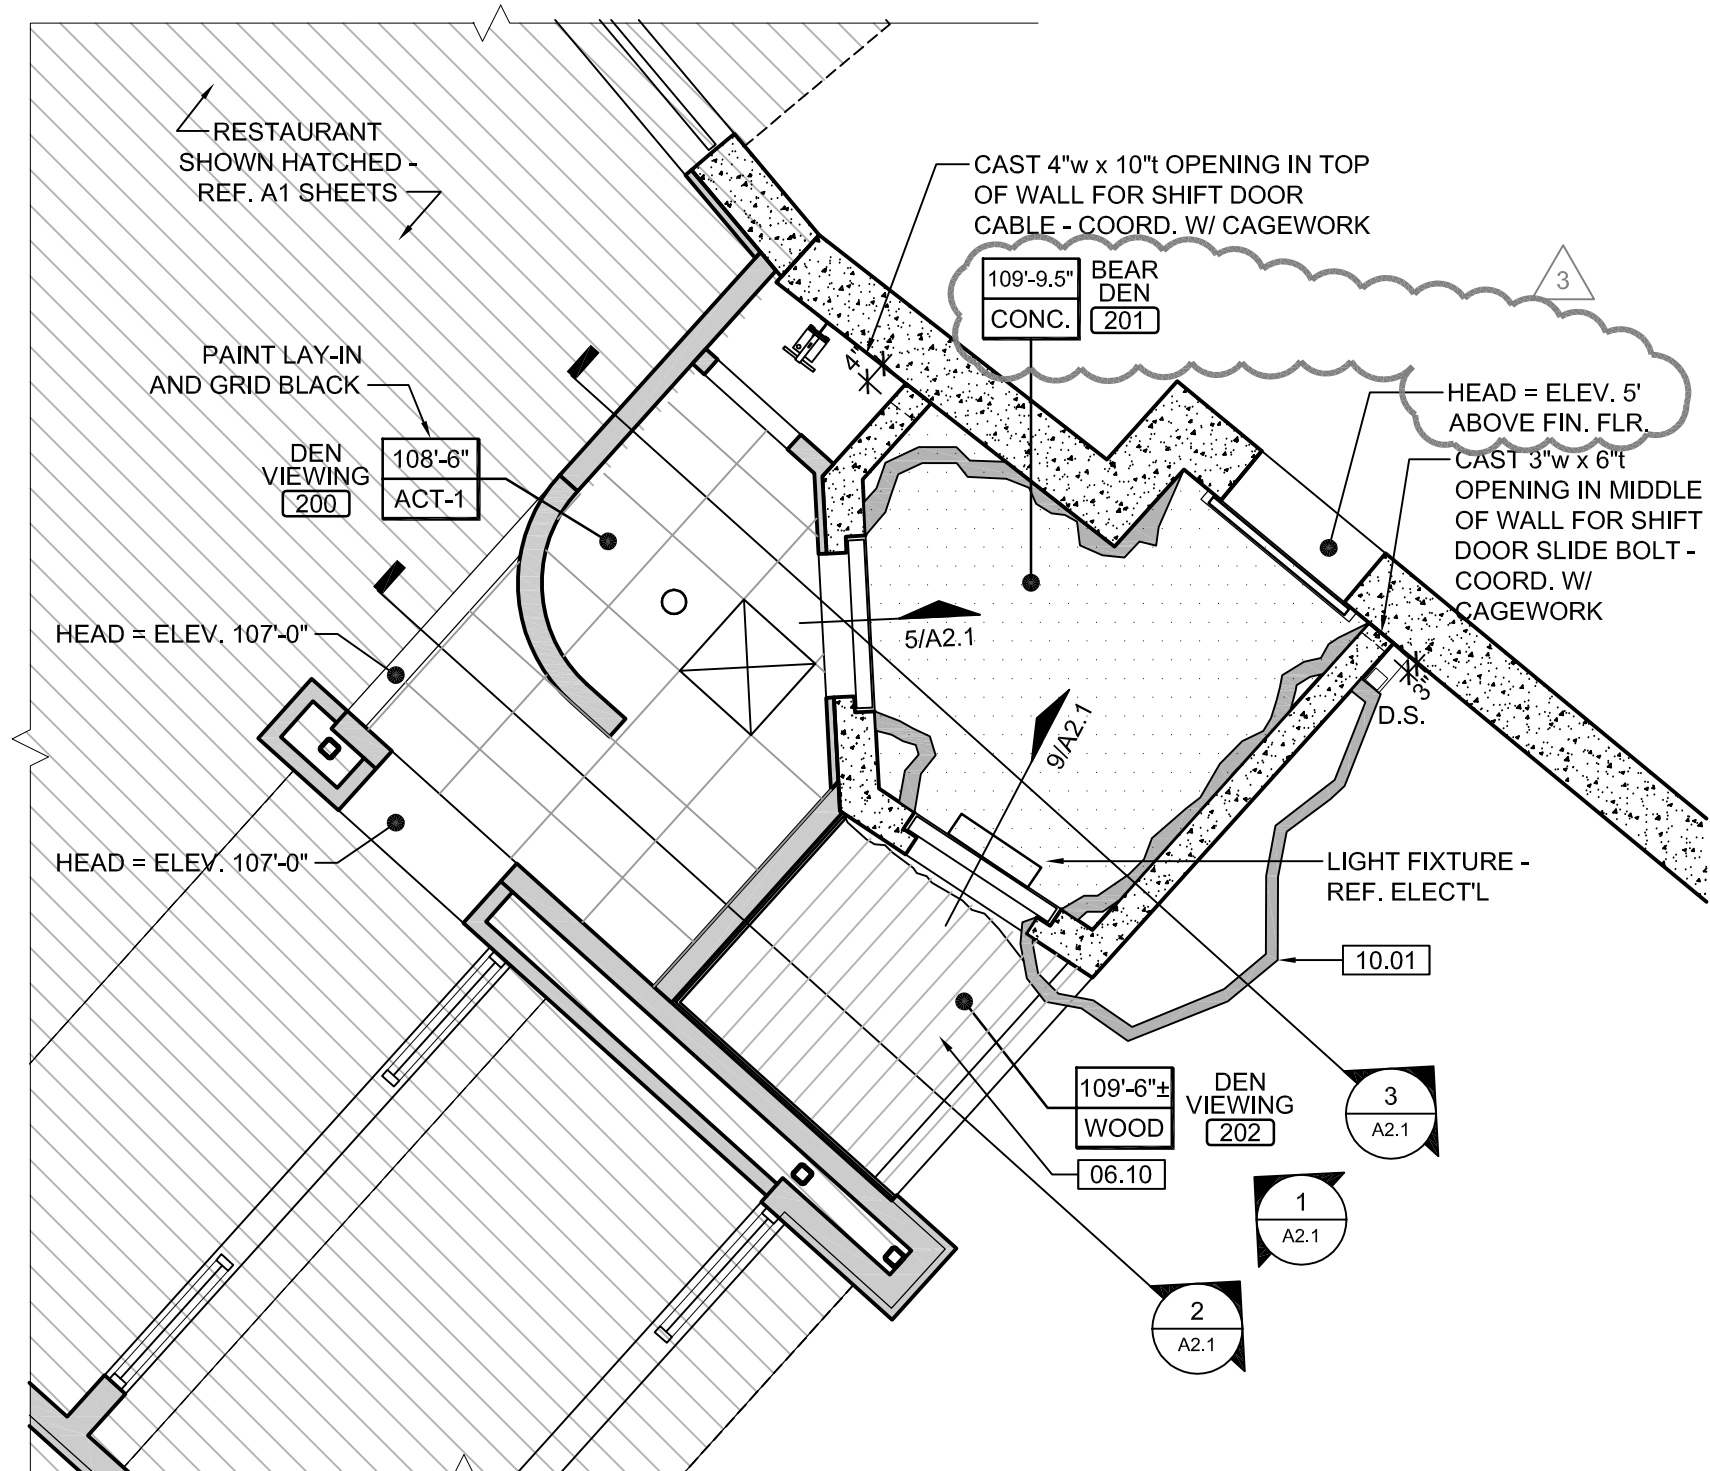 RESTAURANT
SHOWN HATCHED -
REF. A1 SHEETS
CAST 4"w x 10"t OPENING IN TOP
OF WALL FOR SHIFT DOOR
CABLE - COORD. W/ CAGEWORK
109'-9.5"
CONC.
BEAR
DEN
201
3
PAINT LAY-IN
AND GRID BLACK
4"
HEAD = ELEV. 5'
ABOVE FIN. FLR.
DEN
VIEWING
200
108'-6"
ACT-1
CAST 3"w x 6"t
OPENING IN MIDDLE
OF WALL FOR SHIFT
DOOR SLIDE BOLT -
COORD. W/
CAGEWORK
HEAD = ELEV. 107'-0"
5/A2.1
9/A2.1
3"
D.S.
HEAD = ELEV. 107'-0"
LIGHT FIXTURE -
REF. ELECT'L
10.01
109'-6"±
WOOD
DEN
VIEWING
202
06.10
3
A2.1
1
A2.1
2
A2.1